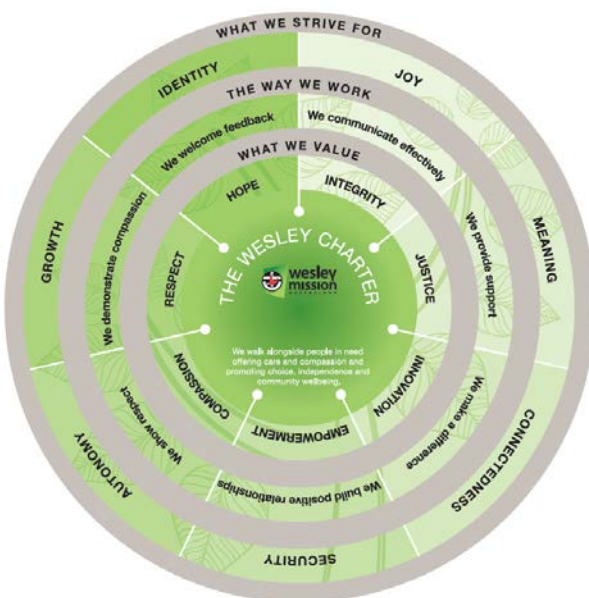 WHAT WE STRIVE FOR
IDENTITY
JOY
MEANING
CONNECTEDNESS
SECURITY
AUTONOMY
GROWTH
THE WAY WE WORK
We welcome feedback
We communicate effectively
We provide support
We make a difference
We build positive relationships
We show respect
We demonstrate compassion
WHAT WE VALUE
HOPE
INTEGRITY
JUSTICE
INNOVATION
EMPOWERMENT
COMPASSION
RESPECT
THE WESLEY CHARTER
wesley
mission
We walk alongside people in need
offering care and compassion and
promoting choice, independence and
community wellbeing.